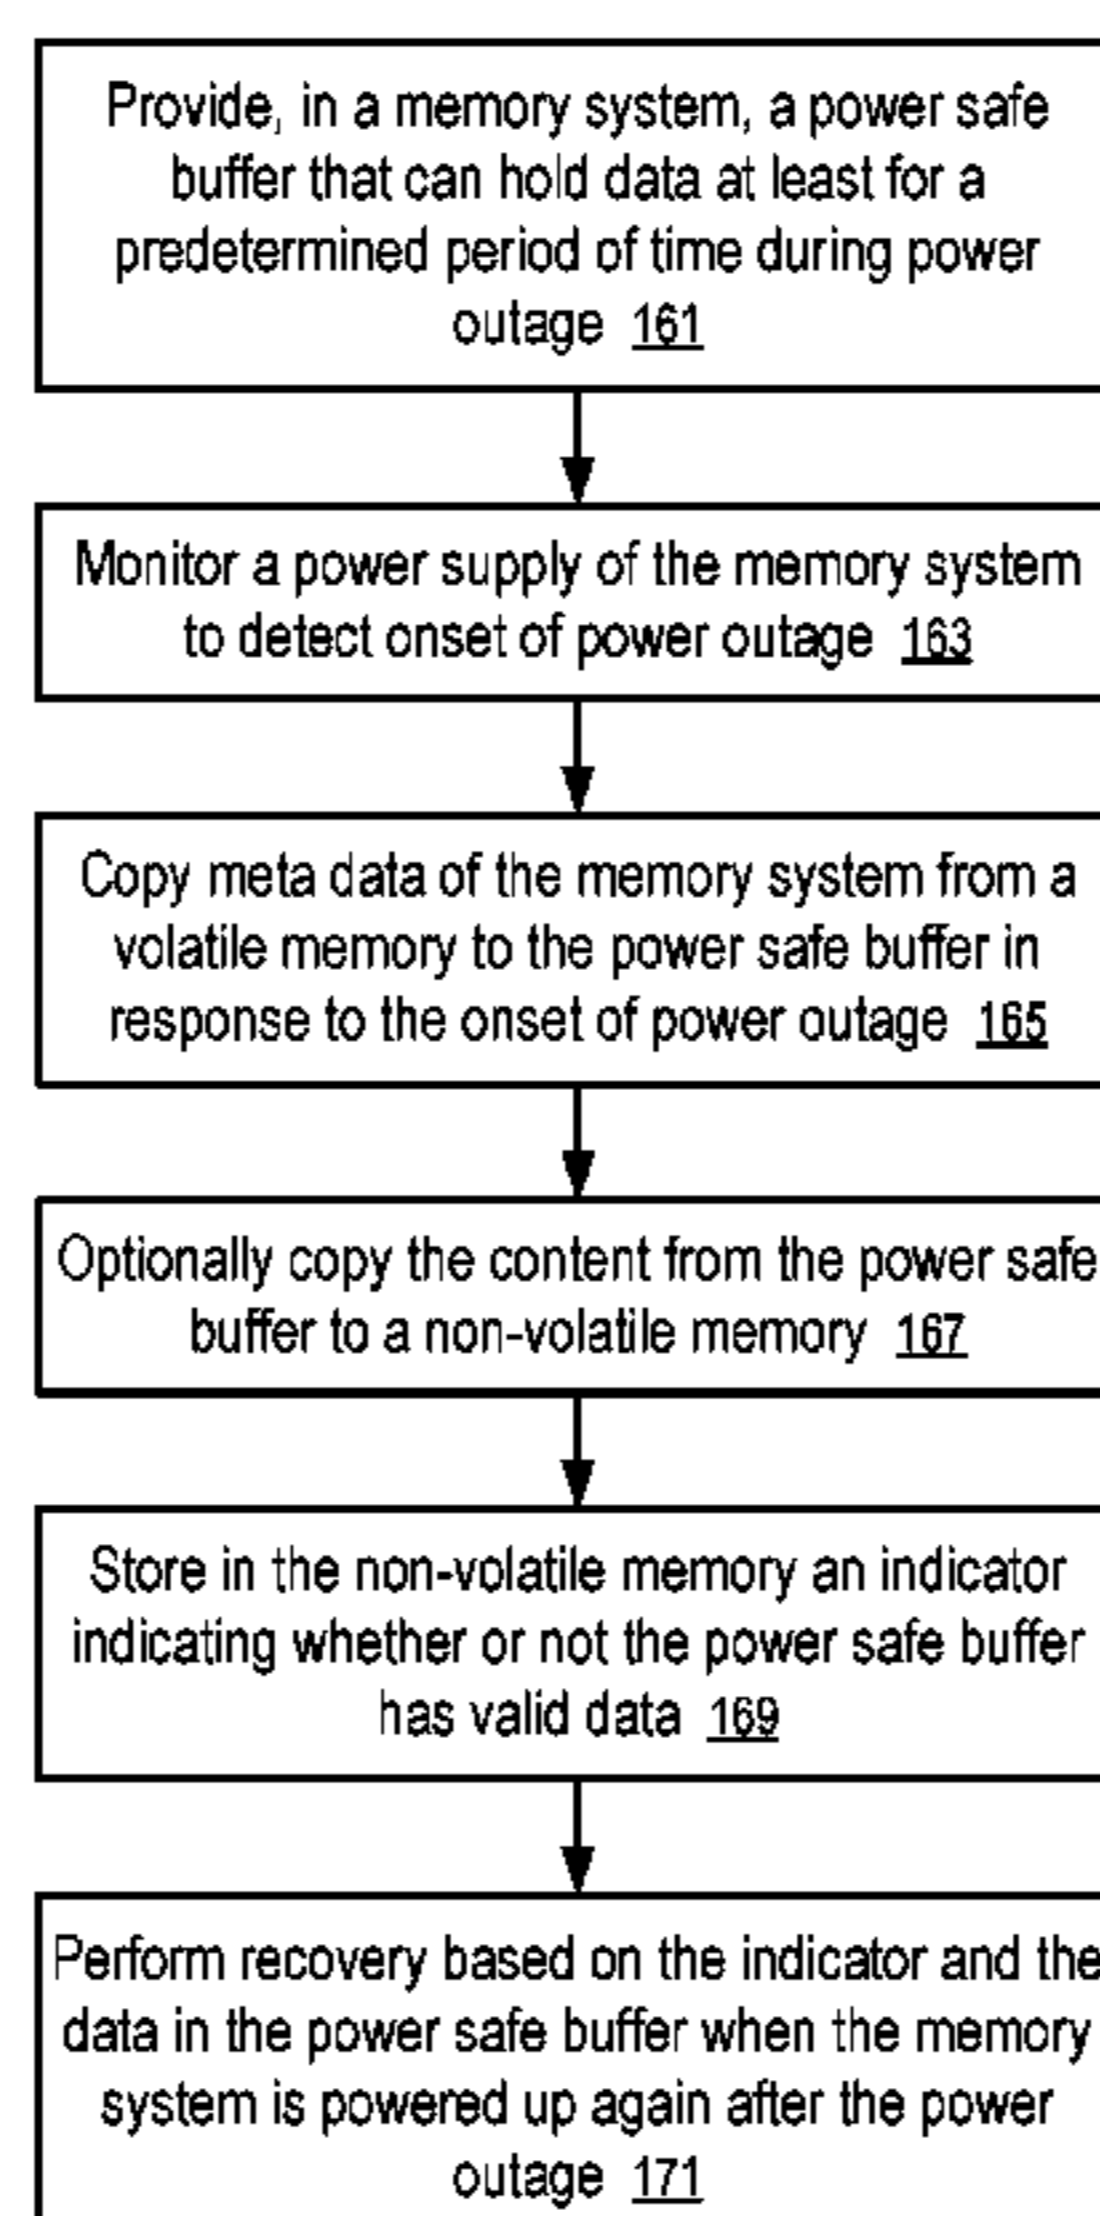 Provide, in a memory system, a power safe
buffer that can hold data at least for a
predetermined period of time during power
outage 161
Monitor a power supply of the memory system
to detect onset of power outage 163
Copy meta data of the memory system from a
volatile memory to the power safe buffer in
response to the onset of power outage 165
Optionally copy the content from the power safe
buffer to a non-volatile memory 167
Store in the non-volatile memory an indicator
indicating whether or not the power safe buffer
has valid data 169
Perform recovery based on the indicator and the
data in the power safe buffer when the memory
system is powered up again after the power
outage 171